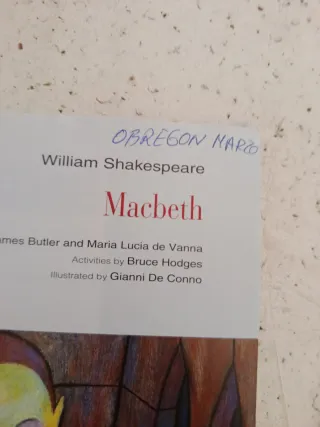 OBREGON MARCO
William Shakespeare
Macbeth
ames Butler and Maria Lucia de Vanna
Activities by Bruce Hodges
Illustrated by Gianni De Conno